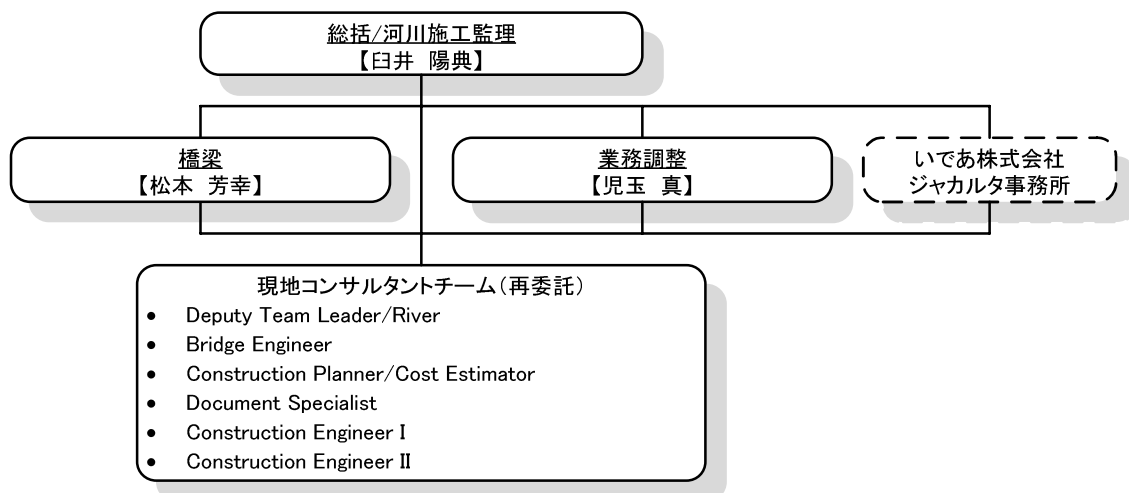 総括/河川施工監理
【臼井 陽典】
橋梁
【松本 芳幸】
業務調整
【児玉 真】
いであ株式会社
ジャカルタ事務所
現地コンサルタントチーム(再委託)
• Deputy Team Leader/River
• Bridge Engineer
• Construction Planner/Cost Estimator
• Document Specialist
• Construction Engineer I
• Construction Engineer II